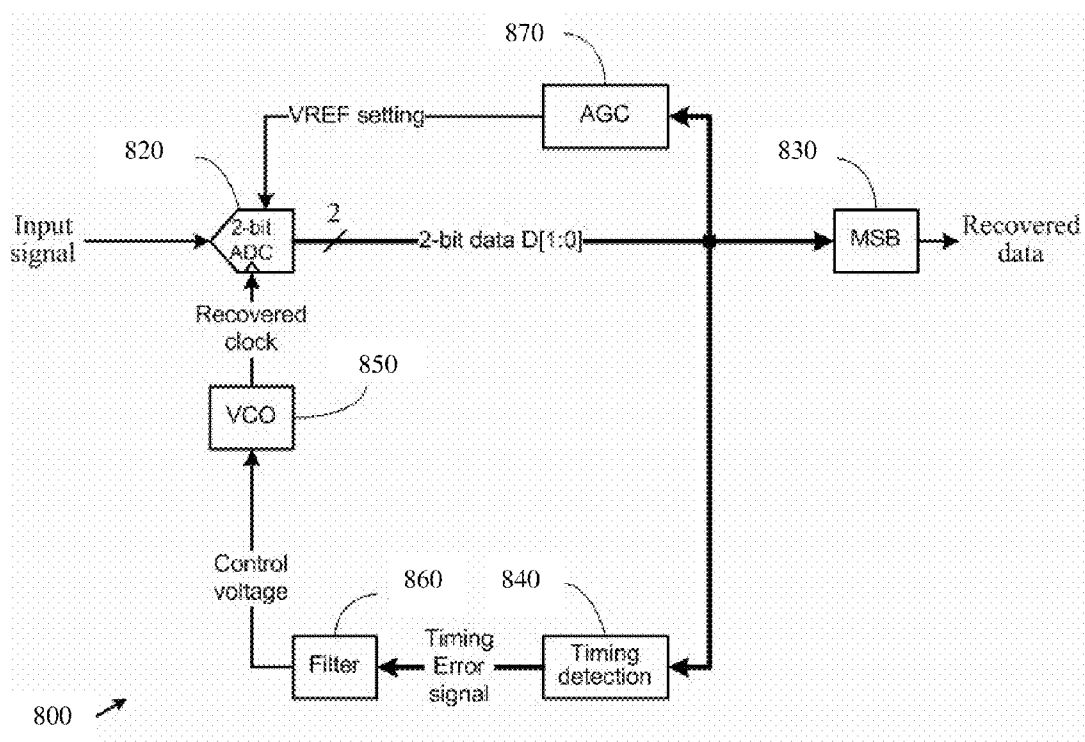 870
AGC
VREF setting
820
830
Input
signal
2-bit
ADC
2
2-bit data D[1:0]
MSB
Recovered
data
Recovered
clock
850
VCO
Control
voltage
860
840
Filter
Timing
Error
signal
Timing
detection
800